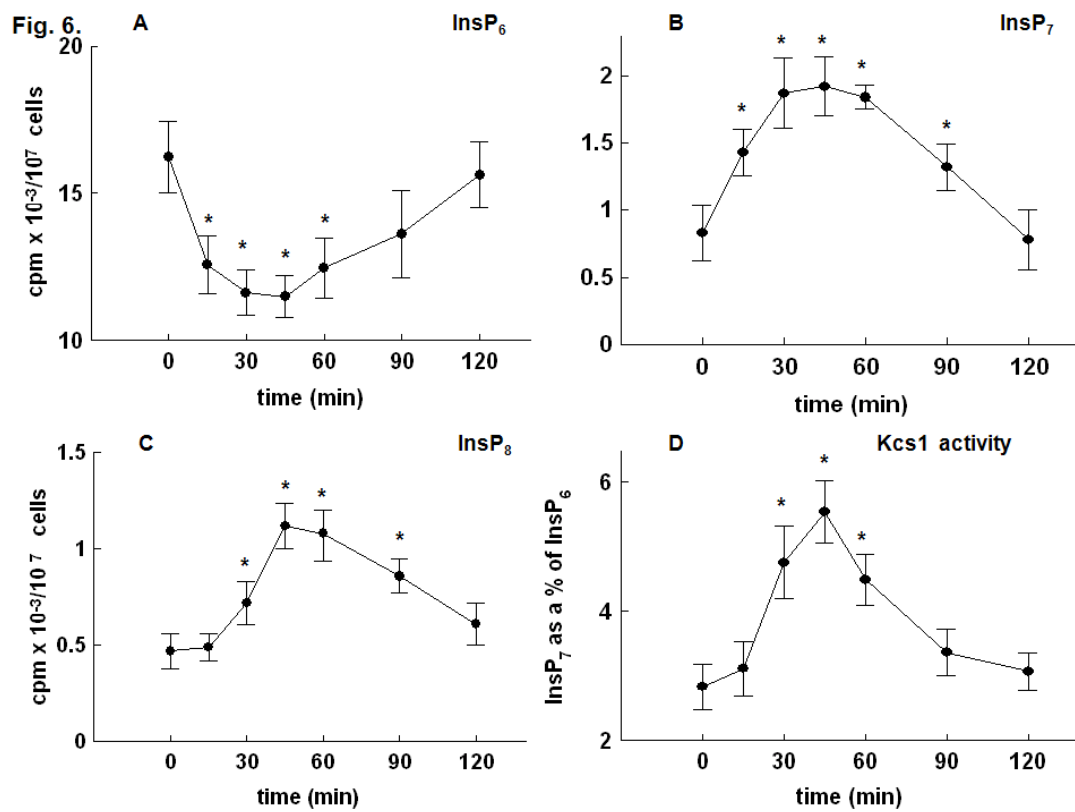 Fig. 6.
A
InsP₆
20
15
10
cpm x 10⁻³/10⁷ cells
* * * *
0 30 60 90 120
time (min)
B
InsP₇
2
1.5
1
0.5
0
* * * * *
0 30 60 90 120
time (min)
C
InsP₈
1.5
1
0.5
0
cpm x 10⁻³/10⁷ cells
* * * *
0 30 60 90 120
time (min)
D
Kcs1 activity
6
4
2
InsP₇ as a % of InsP₆
* * *
0 30 60 90 120
time (min)